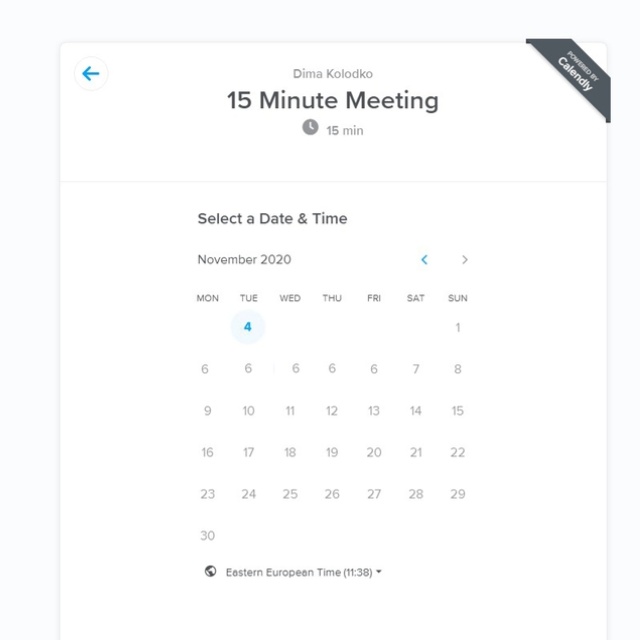 POWERED BY
Calendly
Dima Kolodko
15 Minute Meeting
15 min
Select a Date & Time
November 2020
MON TUE WED THU FRI SAT SUN
4 1
6 6 6 6 6 7 8
9 10 11 12 13 14 15
16 17 18 19 20 21 22
23 24 25 26 27 28 29
30
Eastern European Time (11:38)